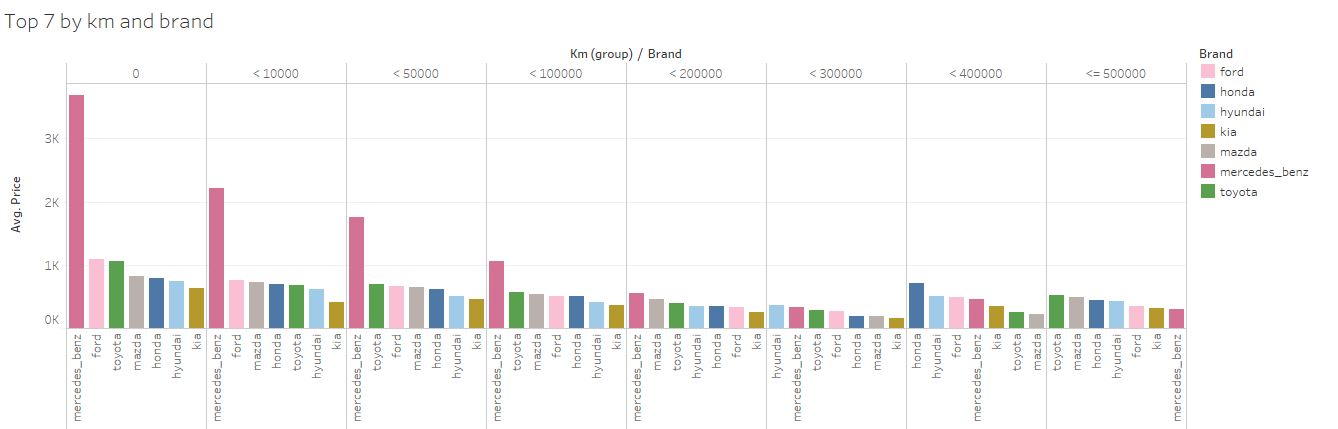 Top 7 by km and brand
Km (group) / Brand
0 < 10000 < 50000 < 100000 < 200000 < 300000 < 400000 <= 500000
Avg. Price
3K
2K
1K
0K
mercedes_benz ford toyota mazda honda hyundai kia
mercedes_benz ford mazda honda toyota hyundai kia
mercedes_benz toyota ford mazda honda hyundai kia
mercedes_benz toyota mazda ford honda hyundai kia
mercedes_benz mazda toyota hyundai honda ford kia
hyundai mercedes_benz toyota ford honda mazda kia
honda hyundai ford mercedes_benz kia toyota mazda
toyota mazda honda hyundai ford kia mercedes_benz
Brand
ford
honda
hyundai
kia
mazda
mercedes_benz
toyota